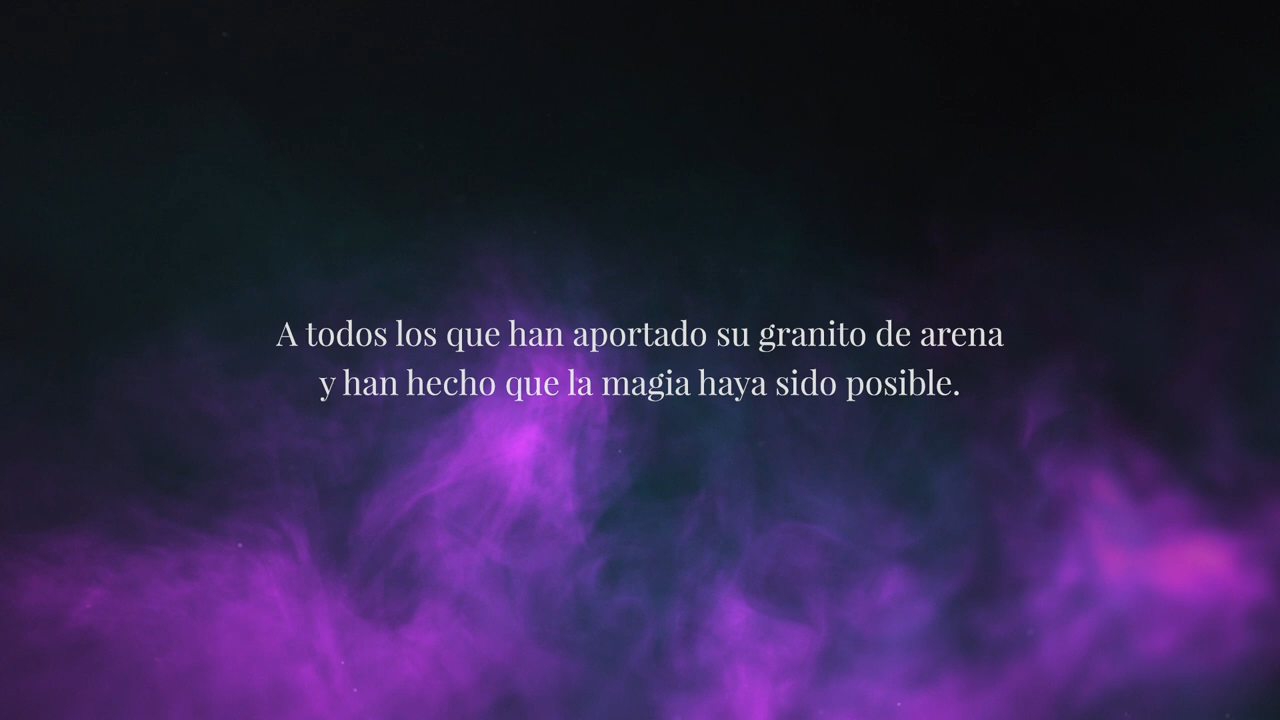 A todos los que han aportado su granito de arena
y han hecho que la magia haya sido posible.